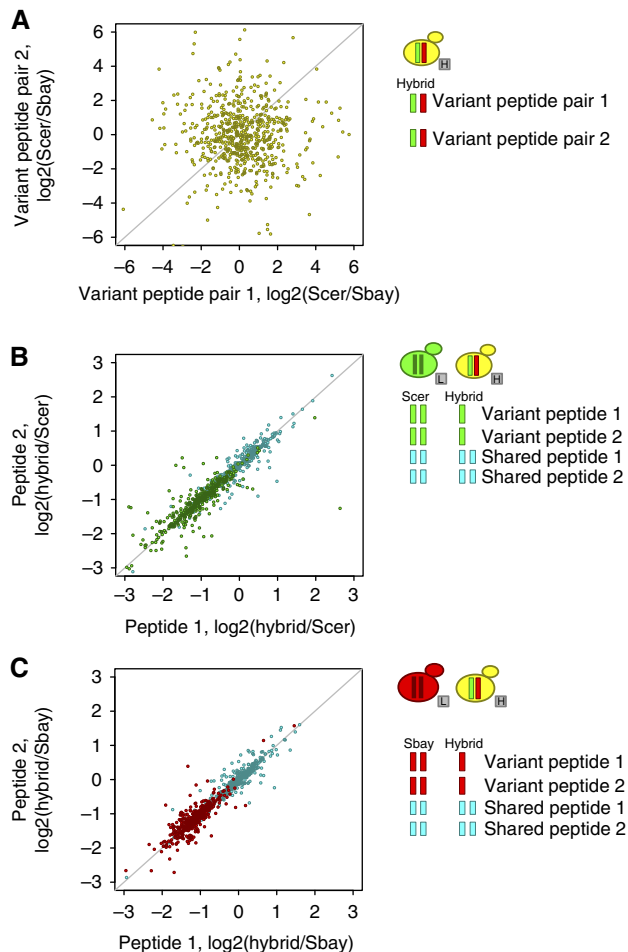 A
Variant peptide pair 2,
log2(Scer/Sbay)
6
4
2
0
−2
−4
−6
−6 −4 −2 0 2 4 6
Variant peptide pair 1, log2(Scer/Sbay)
H
Hybrid
Variant peptide pair 1
Variant peptide pair 2
B
Peptide 2,
log2(hybrid/Scer)
3
2
1
0
−1
−2
−3
−3 −2 −1 0 1 2 3
Peptide 1, log2(hybrid/Scer)
L H
Scer Hybrid
Variant peptide 1
Variant peptide 2
Shared peptide 1
Shared peptide 2
C
Peptide 2,
log2(hybrid/Sbay)
3
2
1
0
−1
−2
−3
−3 −2 −1 0 1 2 3
Peptide 1, log2(hybrid/Sbay)
L H
Sbay Hybrid
Variant peptide 1
Variant peptide 2
Shared peptide 1
Shared peptide 2